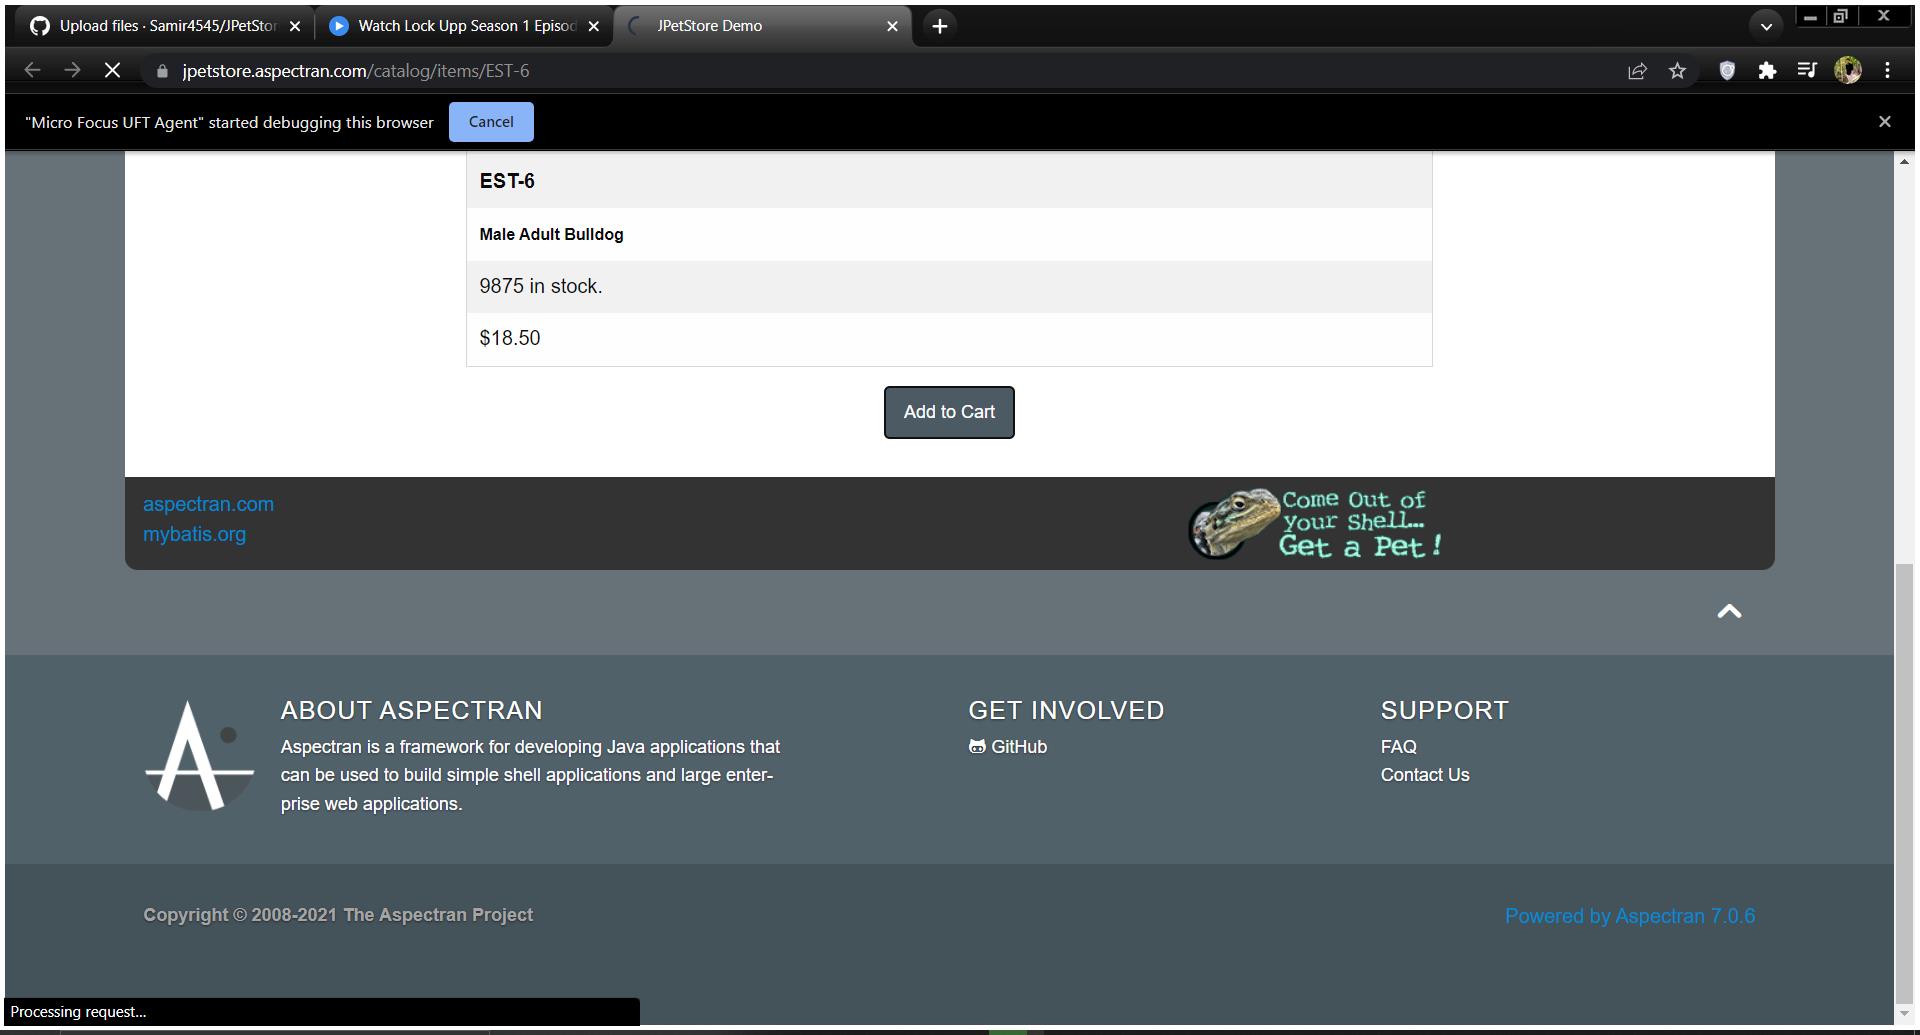 Upload files · Samir4545/JPetStor
Watch Lock Upp Season 1 Episod
JPetStore Demo
jpetstore.aspectran.com/catalog/items/EST-6
"Micro Focus UFT Agent" started debugging this browser
Cancel
EST-6
Male Adult Bulldog
9875 in stock.
$18.50
Add to Cart
aspectran.com
mybatis.org
Come Out of
your Shell...
Get a Pet!
ABOUT ASPECTRAN
Aspectran is a framework for developing Java applications that
can be used to build simple shell applications and large enter-
prise web applications.
GET INVOLVED
GitHub
SUPPORT
FAQ
Contact Us
Copyright © 2008-2021 The Aspectran Project
Powered by Aspectran 7.0.6
Processing request...